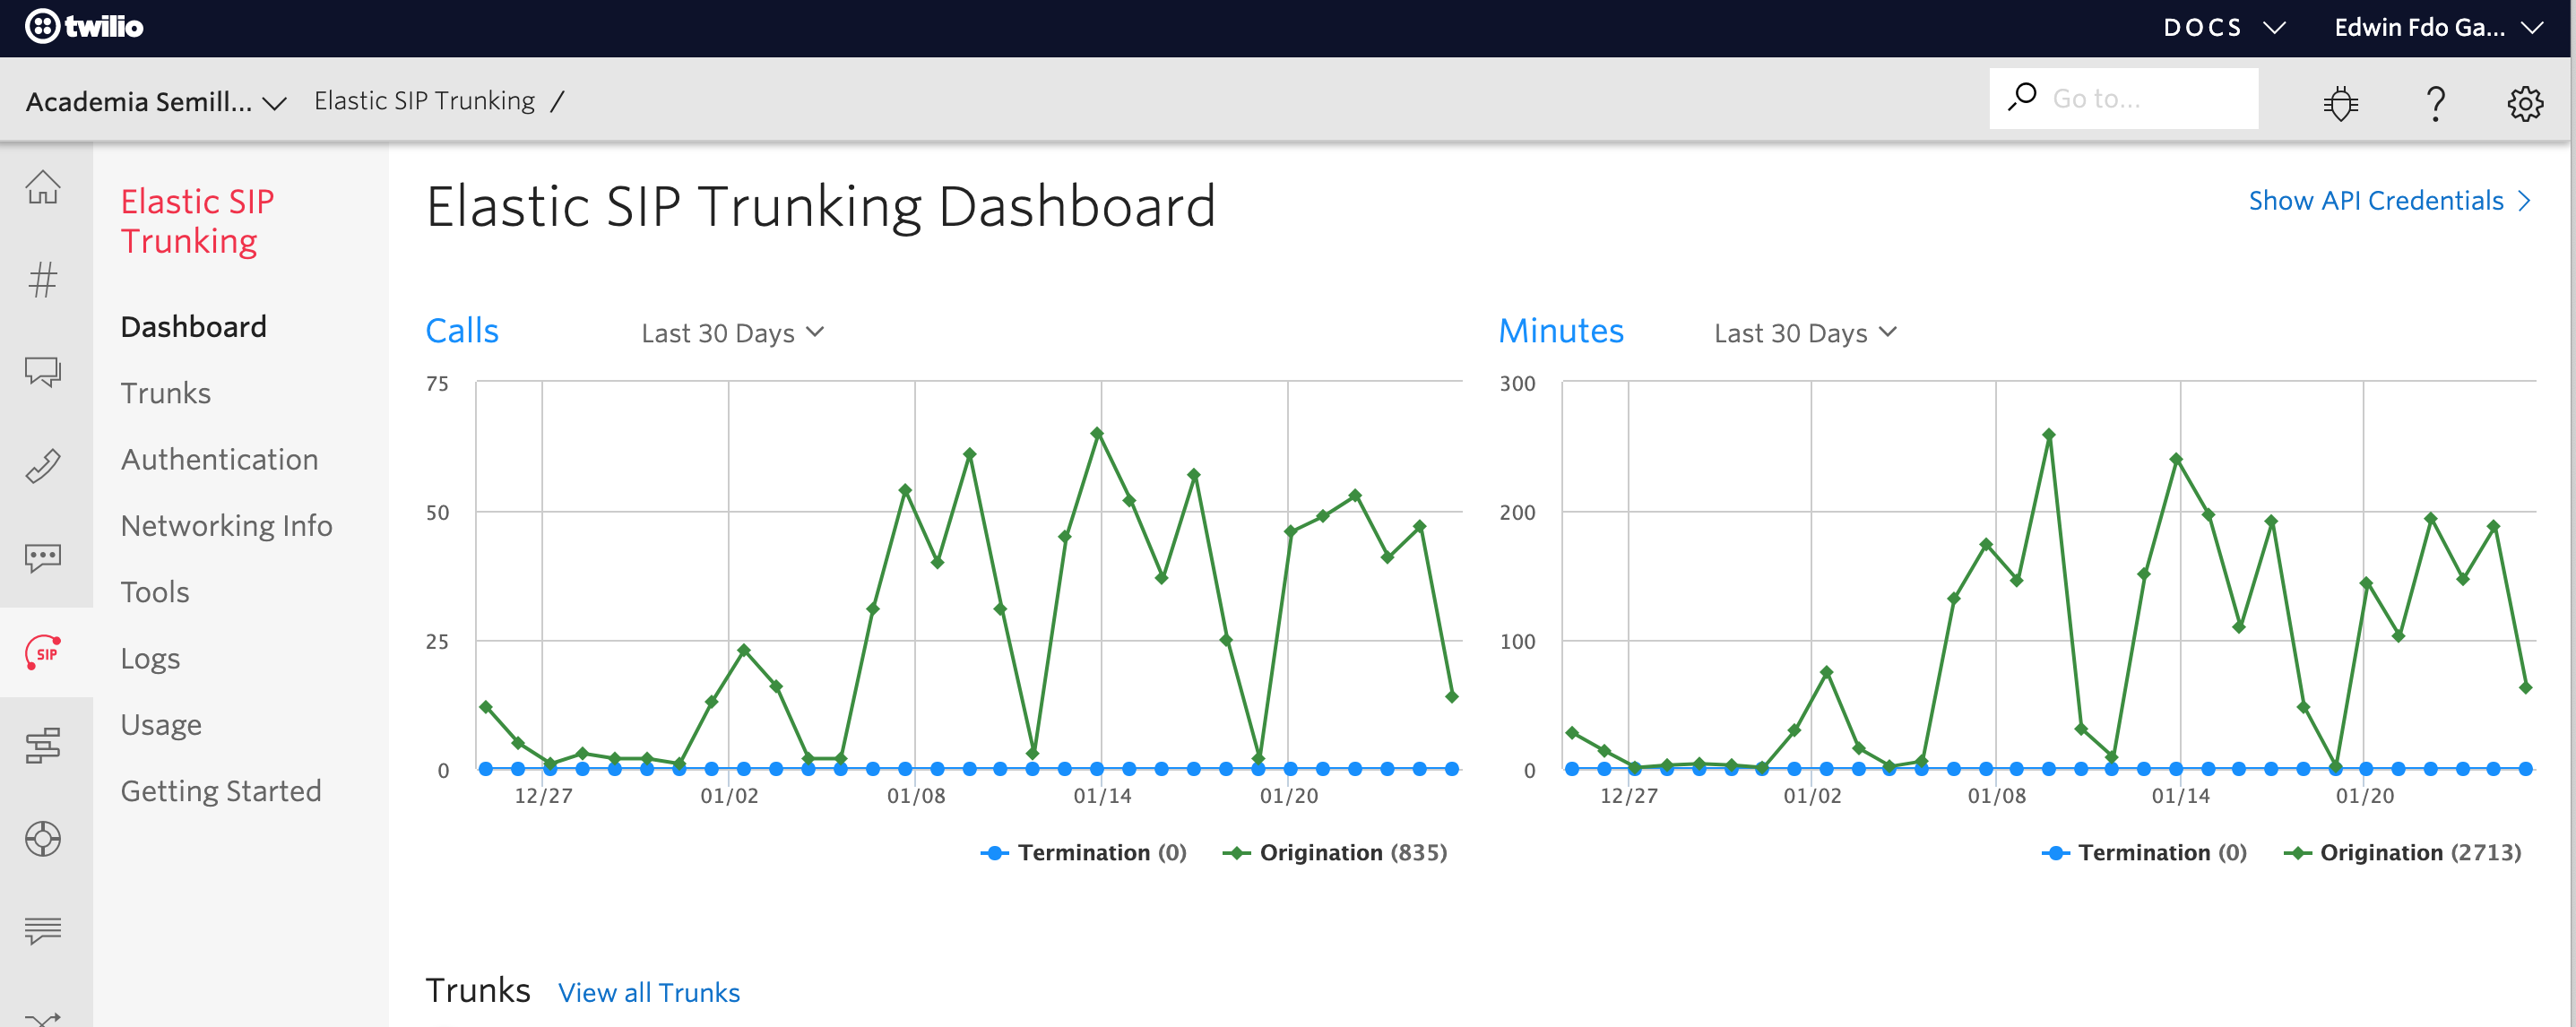 twilio
DOCS
Edwin Fdo Ga...
Academia Semill...
Elastic SIP Trunking /
Go to...
Elastic SIP
Trunking
Dashboard
Trunks
Authentication
Networking Info
Tools
Logs
Usage
Getting Started
SIP
Elastic SIP Trunking Dashboard
Show API Credentials
Calls
Last 30 Days
75
50
25
0
12/27
01/02
01/08
01/14
01/20
Termination (0)
Origination (835)
Minutes
Last 30 Days
300
200
100
0
12/27
01/02
01/08
01/14
01/20
Termination (0)
Origination (2713)
Trunks
View all Trunks